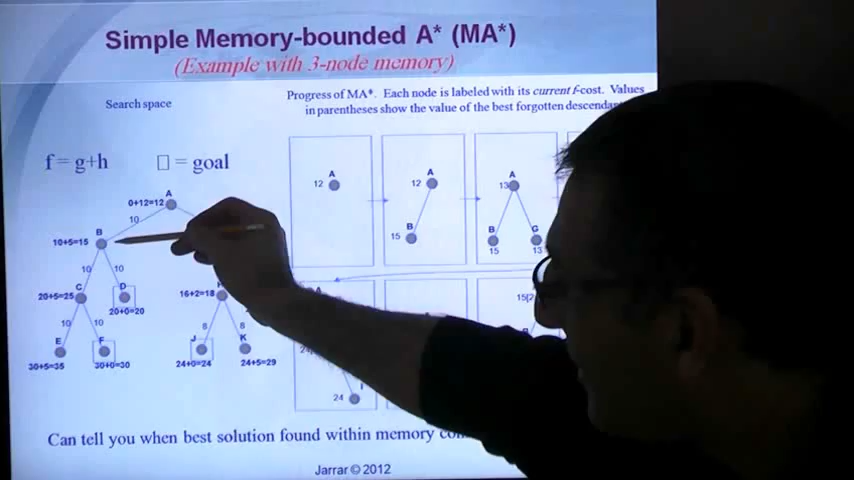 Simple Memory-bounded A* (MA*)
(Example with 3-node memory)
Search space
Progress of MA*. Each node is labeled with its current f-cost. Values
in parentheses show the value of the best forgotten
f = g+h
= goal
A
0+12=12
10
B
10+5=15
10 10
C D
20+5=25
20+0=20
10 10
E F
30+5=35 30+0=30
16+2=18
8 8
J K
24+0=24 24+5=29
A
12
A
12
B
15
A
13
B G
15 13
A
I
24
15[
B
Can tell you when best solution found within memory
Jarrar © 2012